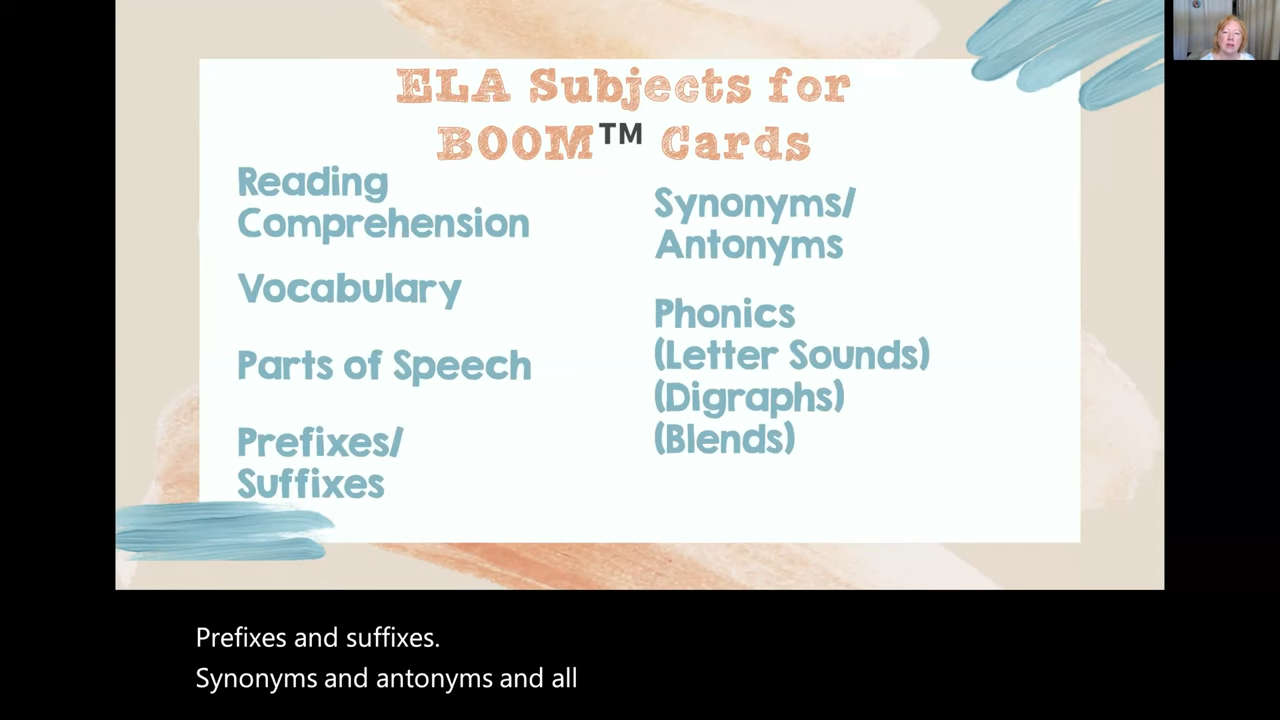 ELA Subjects for
BOOM™ Cards
Reading
Comprehension
Vocabulary
Parts of Speech
Prefixes/
Suffixes
Synonyms/
Antonyms
Phonics
(Letter Sounds)
(Digraphs)
(Blends)
Prefixes and suffixes.
Synonyms and antonyms and all